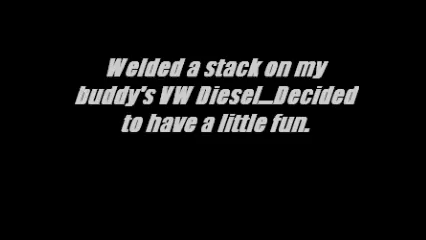 Welded a stack on my
buddy's VW Diesel...Decided
to have a little fun.